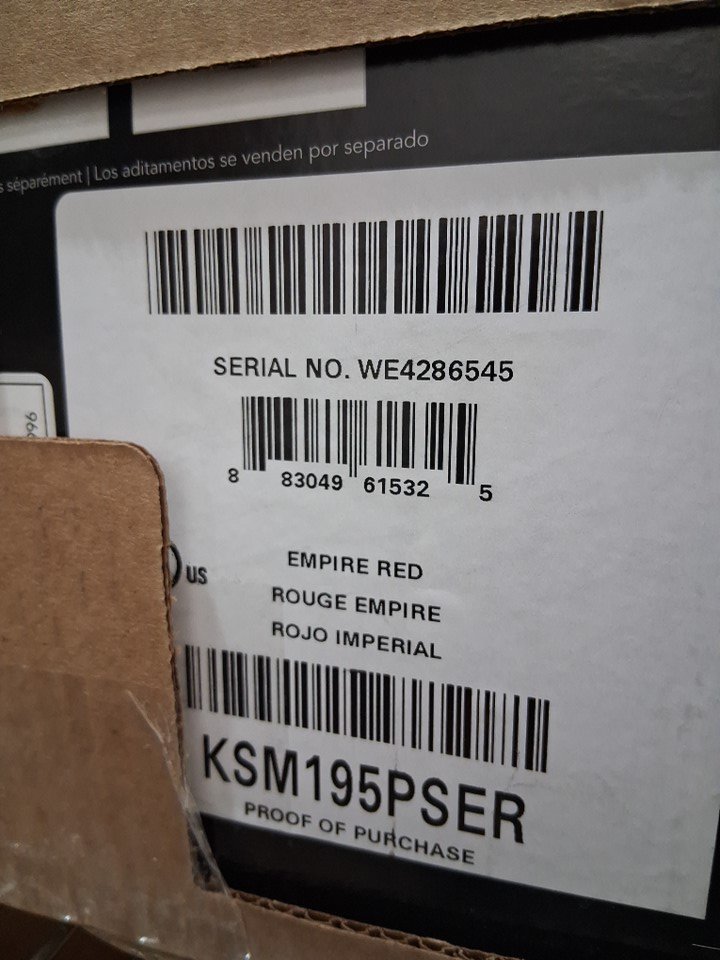 séparément | Los aditamentos se venden por separado
SERIAL NO. WE4286545
8 83049 61532 5
996
US
EMPIRE RED
ROUGE EMPIRE
ROJO IMPERIAL
KSM195PSER
PROOF OF PURCHASE